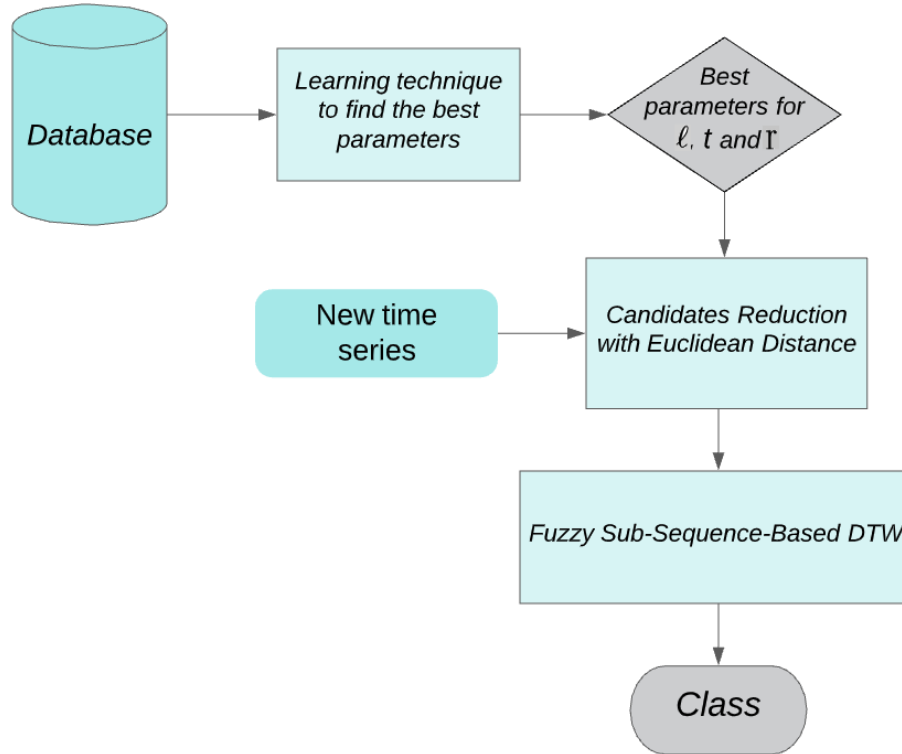 Database
Learning technique
to find the best
parameters
Best
parameters for
ℓ, t and r
New time
series
Candidates Reduction
with Euclidean Distance
Fuzzy Sub-Sequence-Based DTW
Class